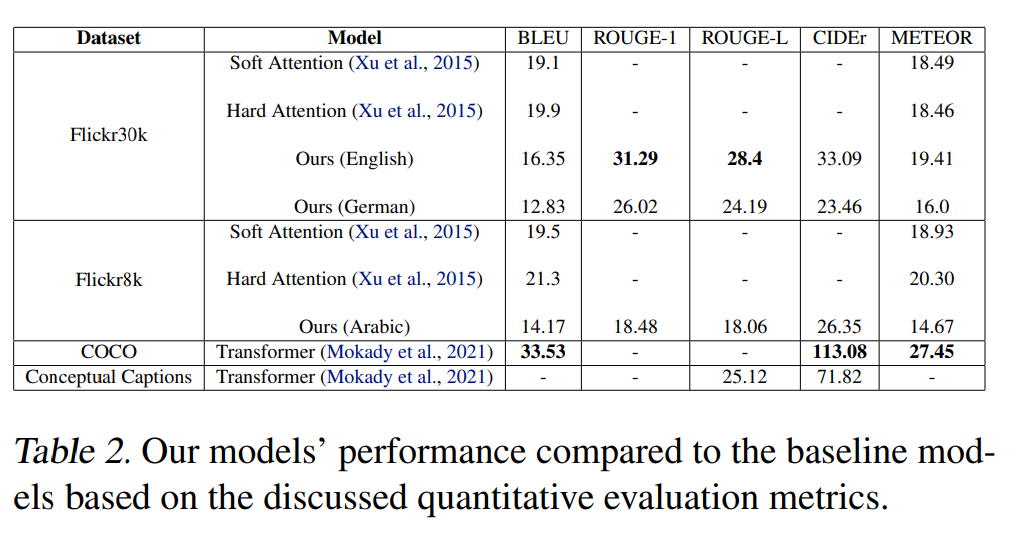 Dataset Model BLEU ROUGE-1 ROUGE-L CIDEr METEOR
Soft Attention (Xu et al., 2015) 19.1 - - - 18.49
Hard Attention (Xu et al., 2015) 19.9 - - - 18.46
Flickr30k
Ours (English) 16.35 31.29 28.4 33.09 19.41
Ours (German) 12.83 26.02 24.19 23.46 16.0
Soft Attention (Xu et al., 2015) 19.5 - - - 18.93
Flickr8k Hard Attention (Xu et al., 2015) 21.3 - - - 20.30
Ours (Arabic) 14.17 18.48 18.06 26.35 14.67
COCO Transformer (Mokady et al., 2021) 33.53 - - 113.08 27.45
Conceptual Captions Transformer (Mokady et al., 2021) - - 25.12 71.82 -
Table 2. Our models' performance compared to the baseline mod-
els based on the discussed quantitative evaluation metrics.